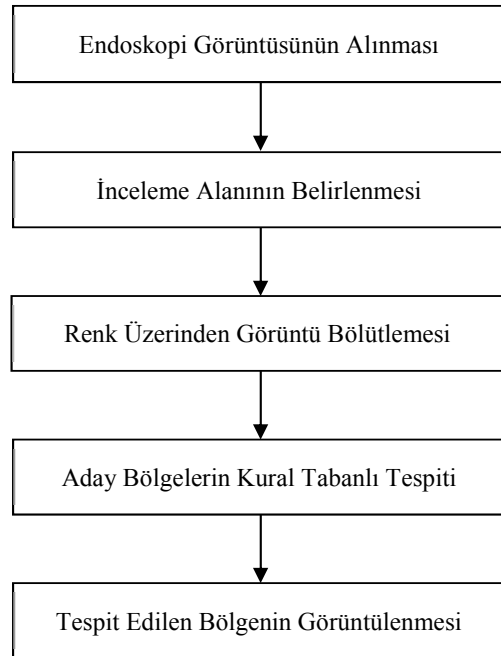 Endoskopi Görüntüsünün Alınması
İnceleme Alanının Belirlenmesi
Renk Üzerinden Görüntü Bölütlemesi
Aday Bölgelerin Kural Tabanlı Tespiti
Tespit Edilen Bölgenin Görüntülenmesi